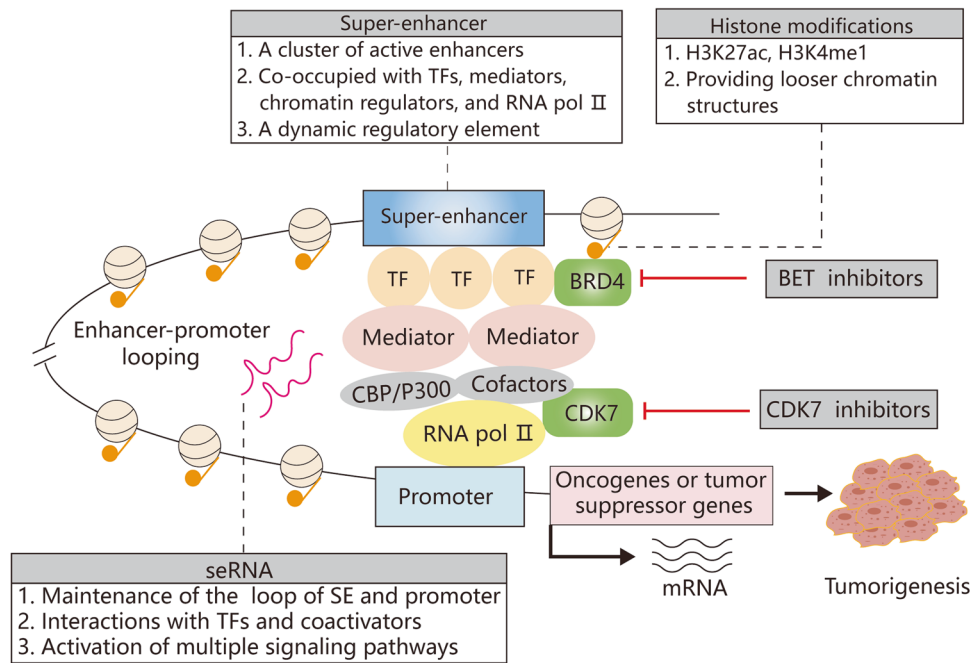 Super-enhancer
1. A cluster of active enhancers
2. Co-occupied with TFs, mediators,
chromatin regulators, and RNA pol Ⅱ
3. A dynamic regulatory element
Histone modifications
1. H3K27ac, H3K4me1
2. Providing looser chromatin
structures
Super-enhancer
TF
TF
TF
BRD4
BET inhibitors
Enhancer-promoter
looping
Mediator
Mediator
CBP/P300
Cofactors
CDK7
CDK7 inhibitors
RNA pol Ⅱ
Promoter
Oncogenes or tumor
suppressor genes
mRNA
Tumorigenesis
seRNA
1. Maintenance of the loop of SE and promoter
2. Interactions with TFs and coactivators
3. Activation of multiple signaling pathways